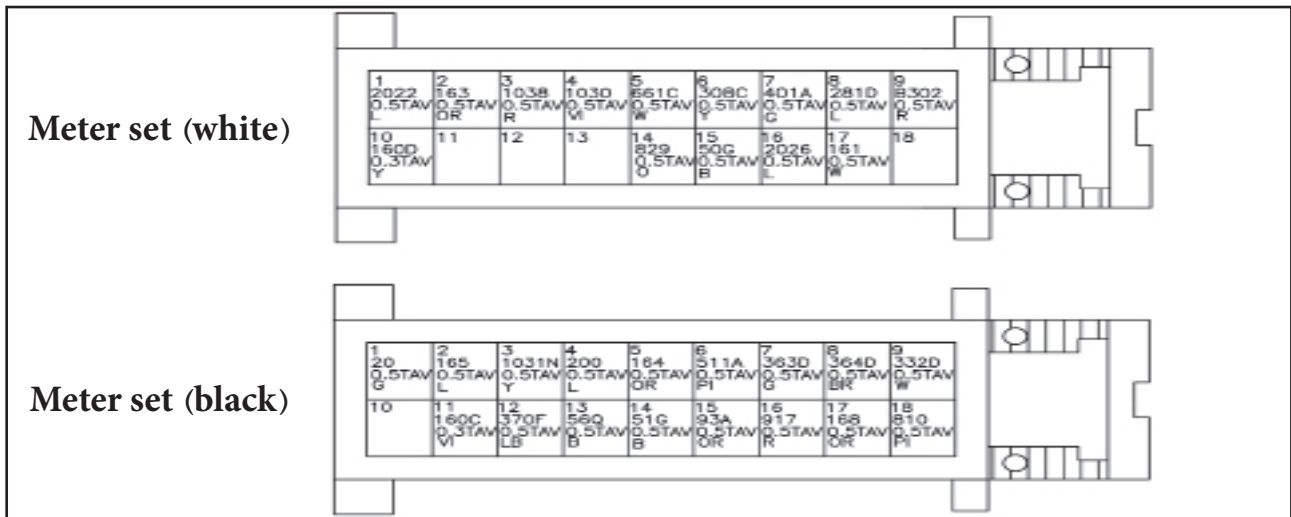 Meter set (white)
1 2 3 4 5 6 7 8 9
2022 163 1038 1030 661C 308C 401A 281D 8302
0.5TAV 0.5TAV 0.5TAV 0.5TAV 0.5TAV 0.5TAV 0.5TAV 0.5TAV 0.5TAV
L OR R VI W Y G L R
10 11 12 13 14 15 16 17 18
160D 829 50G 2026 161
0.3TAV 0.5TAV 0.5TAV 0.5TAV 0.5TAV
Y O B L W
Meter set (black)
1 2 3 4 5 6 7 8 9
20 165 1031N 200 164 511A 363D 364D 332D
0.5TAV 0.5TAV 0.5TAV 0.5TAV 0.5TAV 0.5TAV 0.5TAV 0.5TAV 0.5TAV
G L Y L OR PI G BR W
10 11 12 13 14 15 16 17 18
160C 370F 56Q 51G 93A 917 168 810
0.3TAV 0.5TAV 0.5TAV 0.5TAV 0.5TAV 0.5TAV 0.5TAV 0.5TAV
VI LB B B OR R OR PI